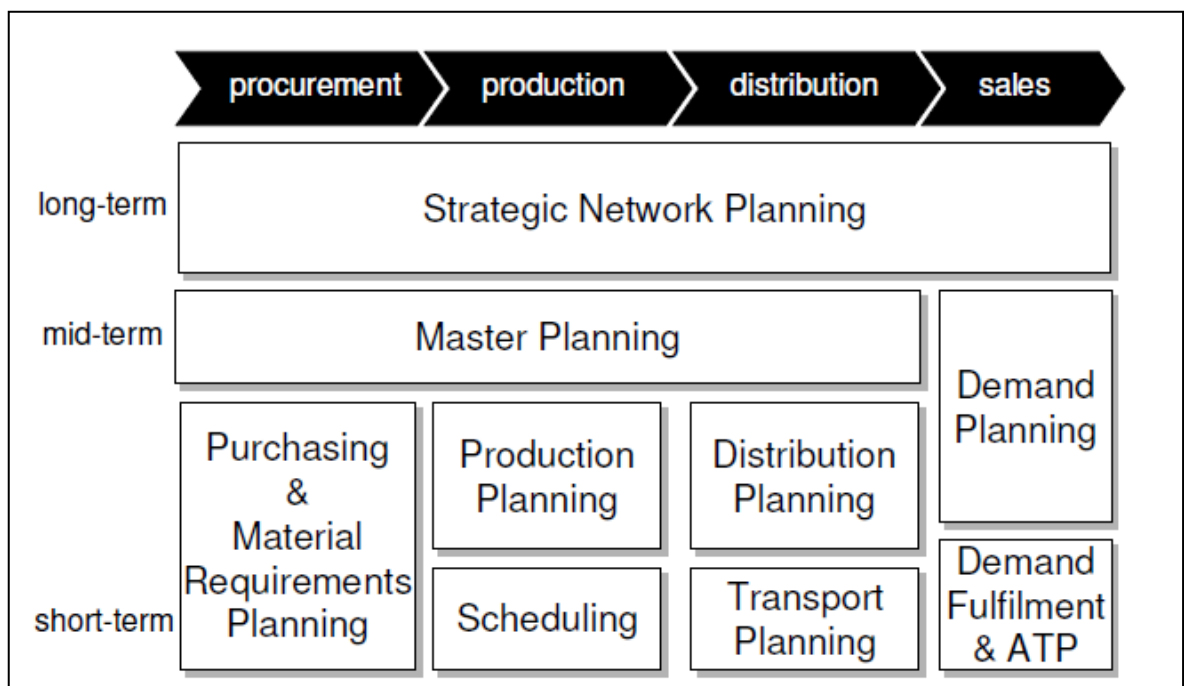 procurement
production
distribution
sales
long-term
Strategic Network Planning
mid-term
Master Planning
Demand
Planning
Purchasing
&
Material
Requirements
Planning
Production
Planning
Distribution
Planning
short-term
Scheduling
Transport
Planning
Demand
Fulfilment
& ATP